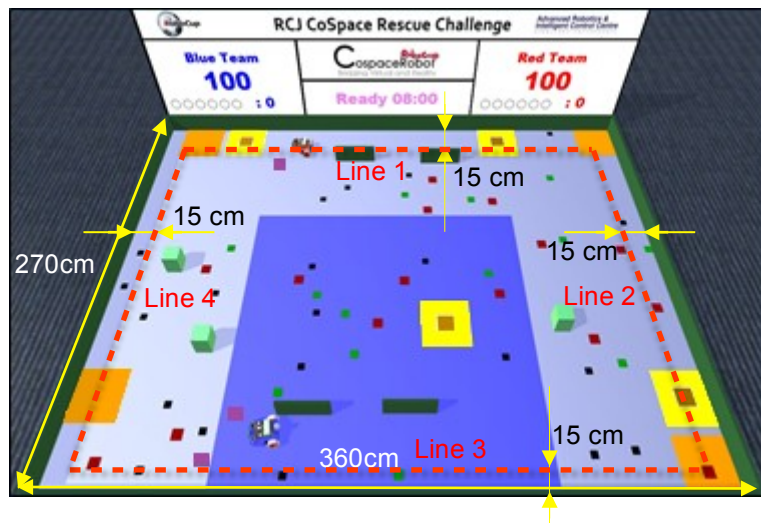 RoboCup
RCJ CoSpace Rescue Challenge
Advanced Robotics &
Intelligent Control Centre
Blue Team
100
: 0
RoboCup
CospaceRobot
Ready 08:00
Red Team
100
: 0
Line 1
15 cm
15 cm
15 cm
270cm
Line 4
Line 2
Line 3
15 cm
360cm